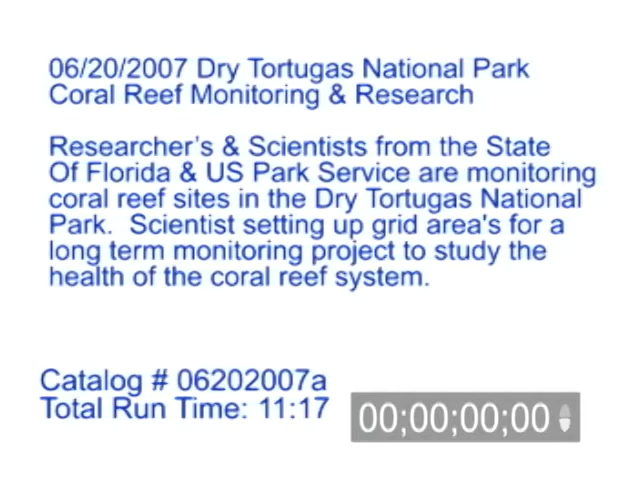 06/20/2007 Dry Tortugas National Park
Coral Reef Monitoring & Research
Researcher's & Scientists from the State
Of Florida & US Park Service are monitoring
coral reef sites in the Dry Tortugas National
Park.  Scientist setting up grid area's for a
long term monitoring project to study the
health of the coral reef system.
Catalog # 06202007a
Total Run Time: 11:17
00;00;00;00